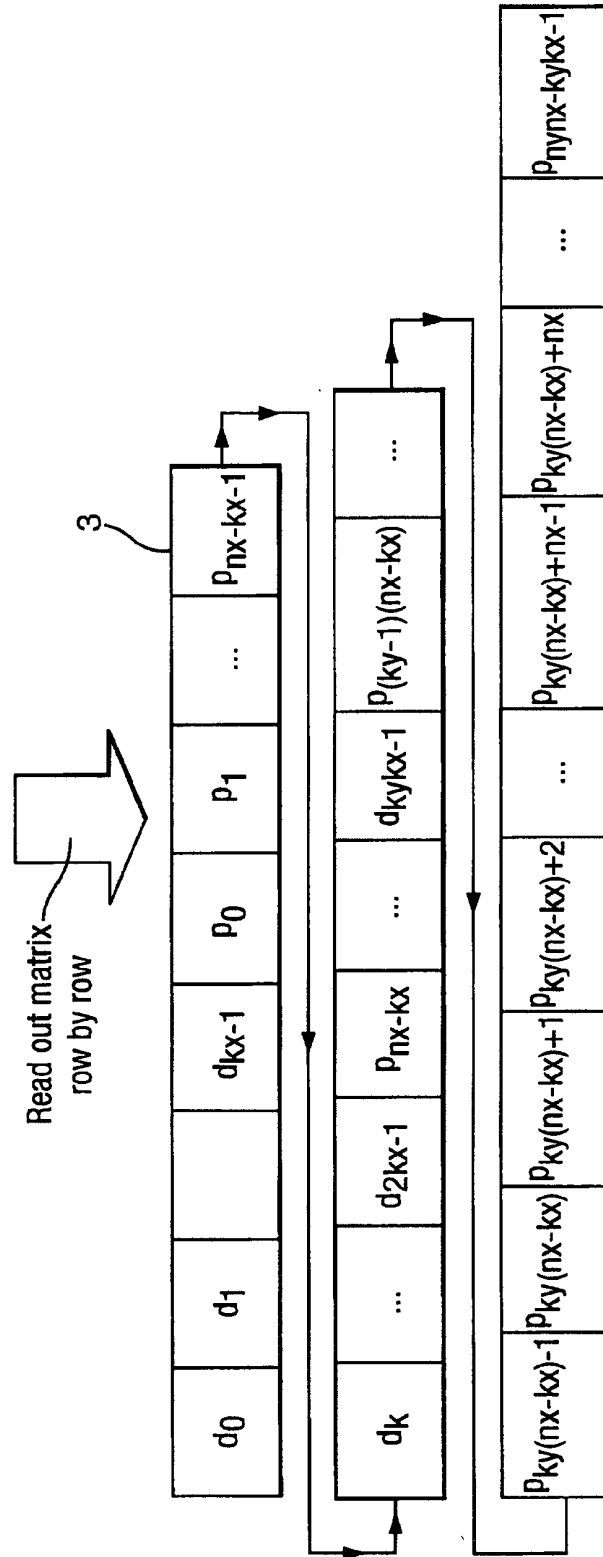 Read out matrix
row by row
3
d0 d1 dkx-1 p0 p1 ... pnx-kx-1
dk ... d2kx-1 pnx-kx ... dkykx-1 p(ky-1)(nx-kx) ...
pky(nx-kx)-1 pky(nx-kx) pky(nx-kx)+1 pky(nx-kx)+2 ... pky(nx-kx)+nx-1 pky(nx-kx)+nx ... pnynx-kykx-1